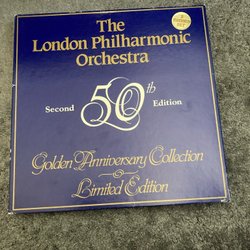 The
London Philharmonic
Orchestra
Second 50th Edition
Golden Anniversary Collection
Limited Edition